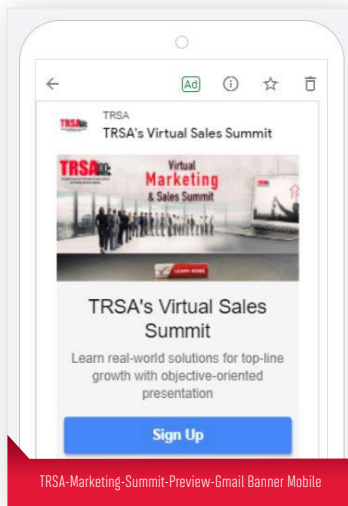 Ad
TRSA
TRSA
TRSA's Virtual Sales Summit
TRSA
Virtual
Marketing
& Sales Summit
LEARN MORE
TRSA's Virtual Sales
Summit
Learn real-world solutions for top-line
growth with objective-oriented
presentation
Sign Up
TRSA-Marketing-Summit-Preview-Gmail Banner Mobile